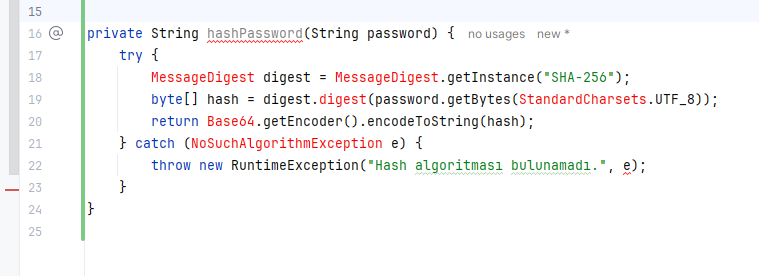 15
16 @ private String hashPassword(String password) { no usages new *
17 try {
18 MessageDigest digest = MessageDigest.getInstance("SHA-256");
19 byte[] hash = digest.digest(password.getBytes(StandardCharsets.UTF_8));
20 return Base64.getEncoder().encodeToString(hash);
21 } catch (NoSuchAlgorithmException e) {
22 throw new RuntimeException("Hash algoritması bulunamadı.", e);
23 }
24 }
25